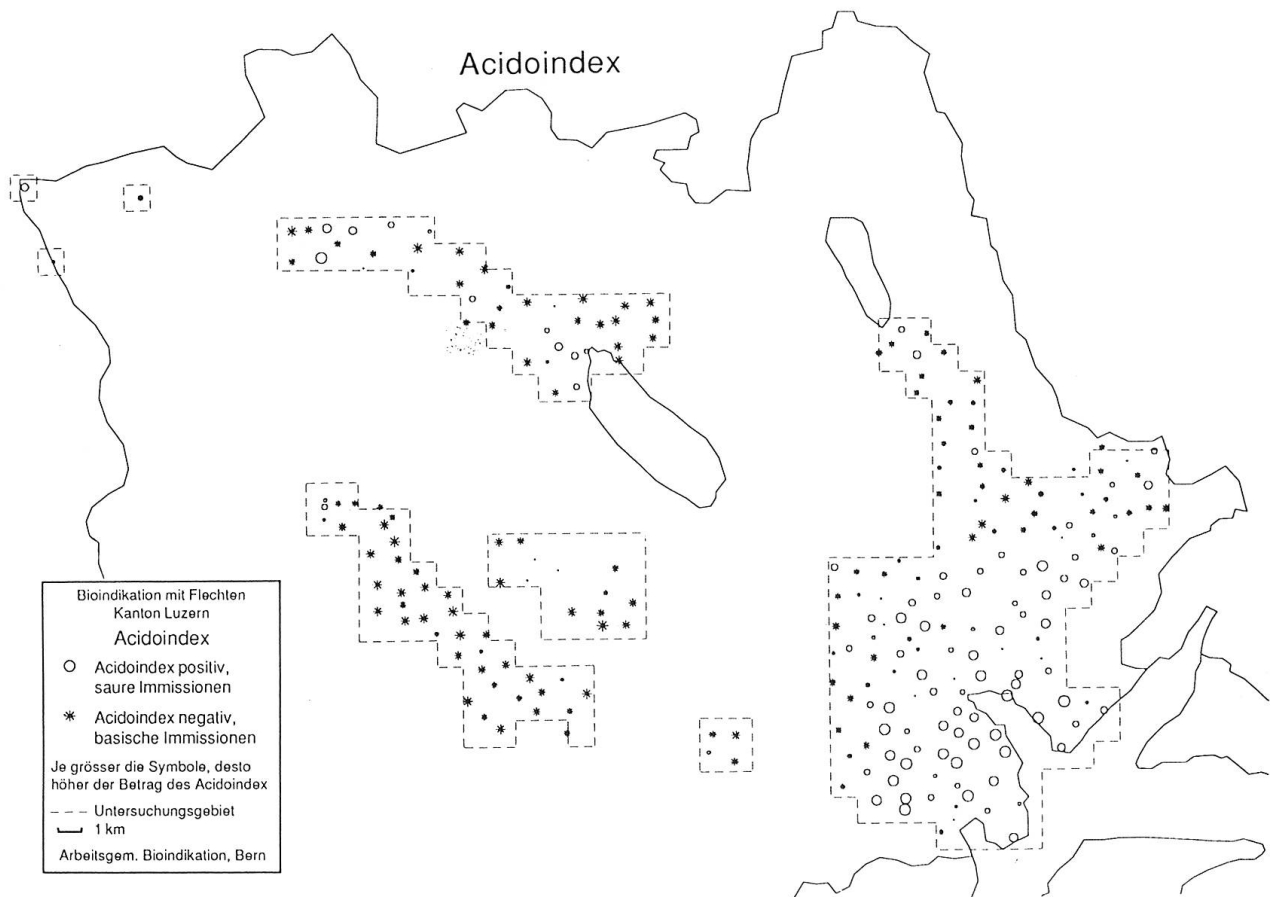 Acidoindex
Bioindikation mit Flechten
Kanton Luzern
Acidoindex
Acidoindex positiv,
saure Immissionen
Acidoindex negativ,
basische Immissionen
Je grösser die Symbole, desto
höher der Betrag des Acidoindex
Untersuchungsgebiet
1 km
Arbeitsgem. Bioindikation, Bern